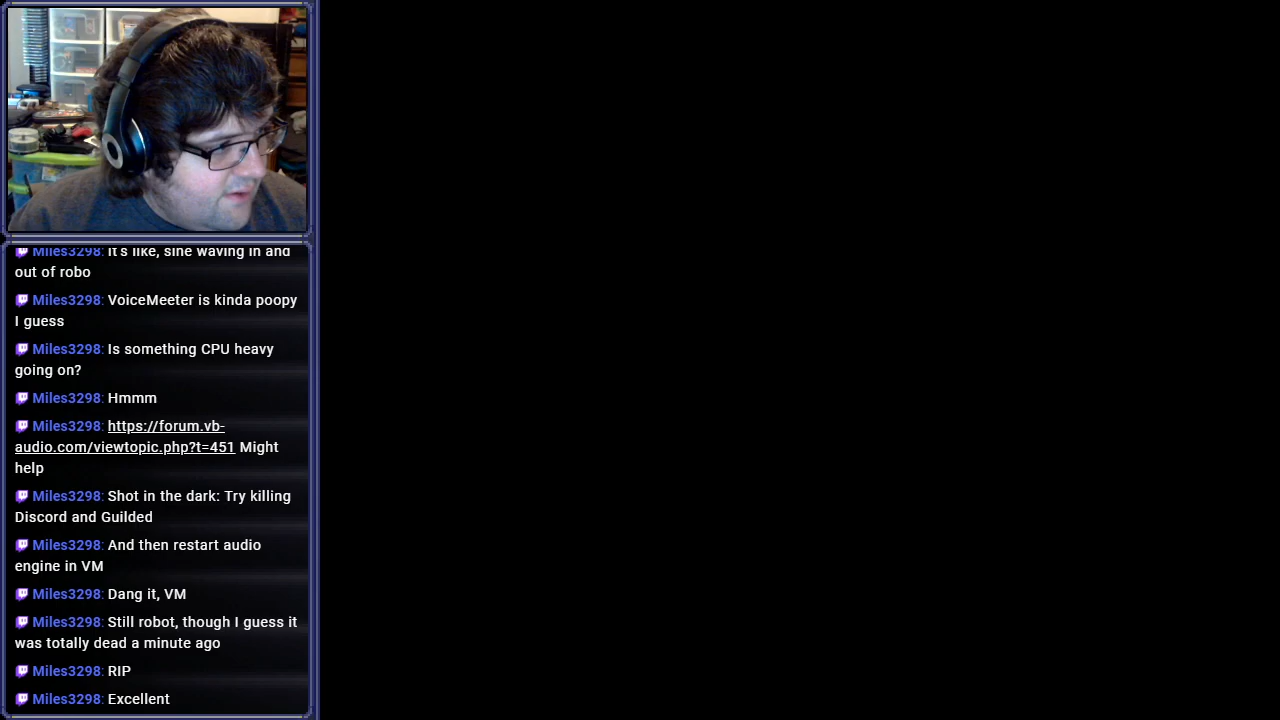 Miles3298: It's like, sine waving in and
out of robo
Miles3298: VoiceMeeter is kinda poopy
I guess
Miles3298: Is something CPU heavy
going on?
Miles3298: Hmmm
Miles3298: https://forum.vb-
audio.com/viewtopic.php?t=451 Might
help
Miles3298: Shot in the dark: Try killing
Discord and Guilded
Miles3298: And then restart audio
engine in VM
Miles3298: Dang it, VM
Miles3298: Still robot, though I guess it
was totally dead a minute ago
Miles3298: RIP
Miles3298: Excellent